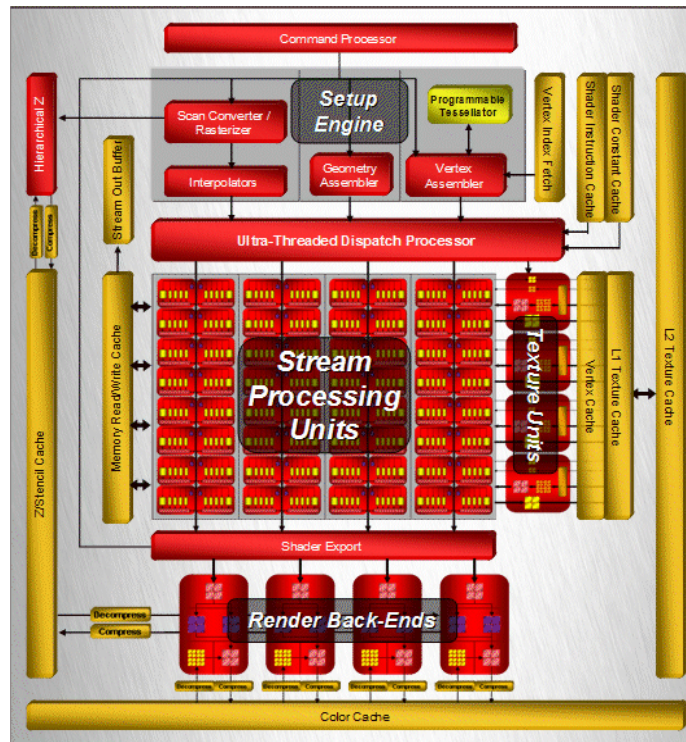 Command Processor
Setup
Engine
Programmable
Tessellator
Scan Converter /
Rasterizer
Interpolators
Geometry
Assembler
Vertex
Assembler
Vertex Index Fetch
Shader Instruction Cache
Shader Constant Cache
Hierarchical Z
Stream Out Buffer
Decompress
Compress
Ultra-Threaded Dispatch Processor
Z/Stencil Cache
Memory Read/Write Cache
Stream
Processing
Units
Texture Units
Vertex Cache
L1 Texture Cache
L2 Texture Cache
Shader Export
Decompress
Compress
Render Back-Ends
Decompress Compress Decompress Compress Decompress Compress Decompress Compress
Color Cache